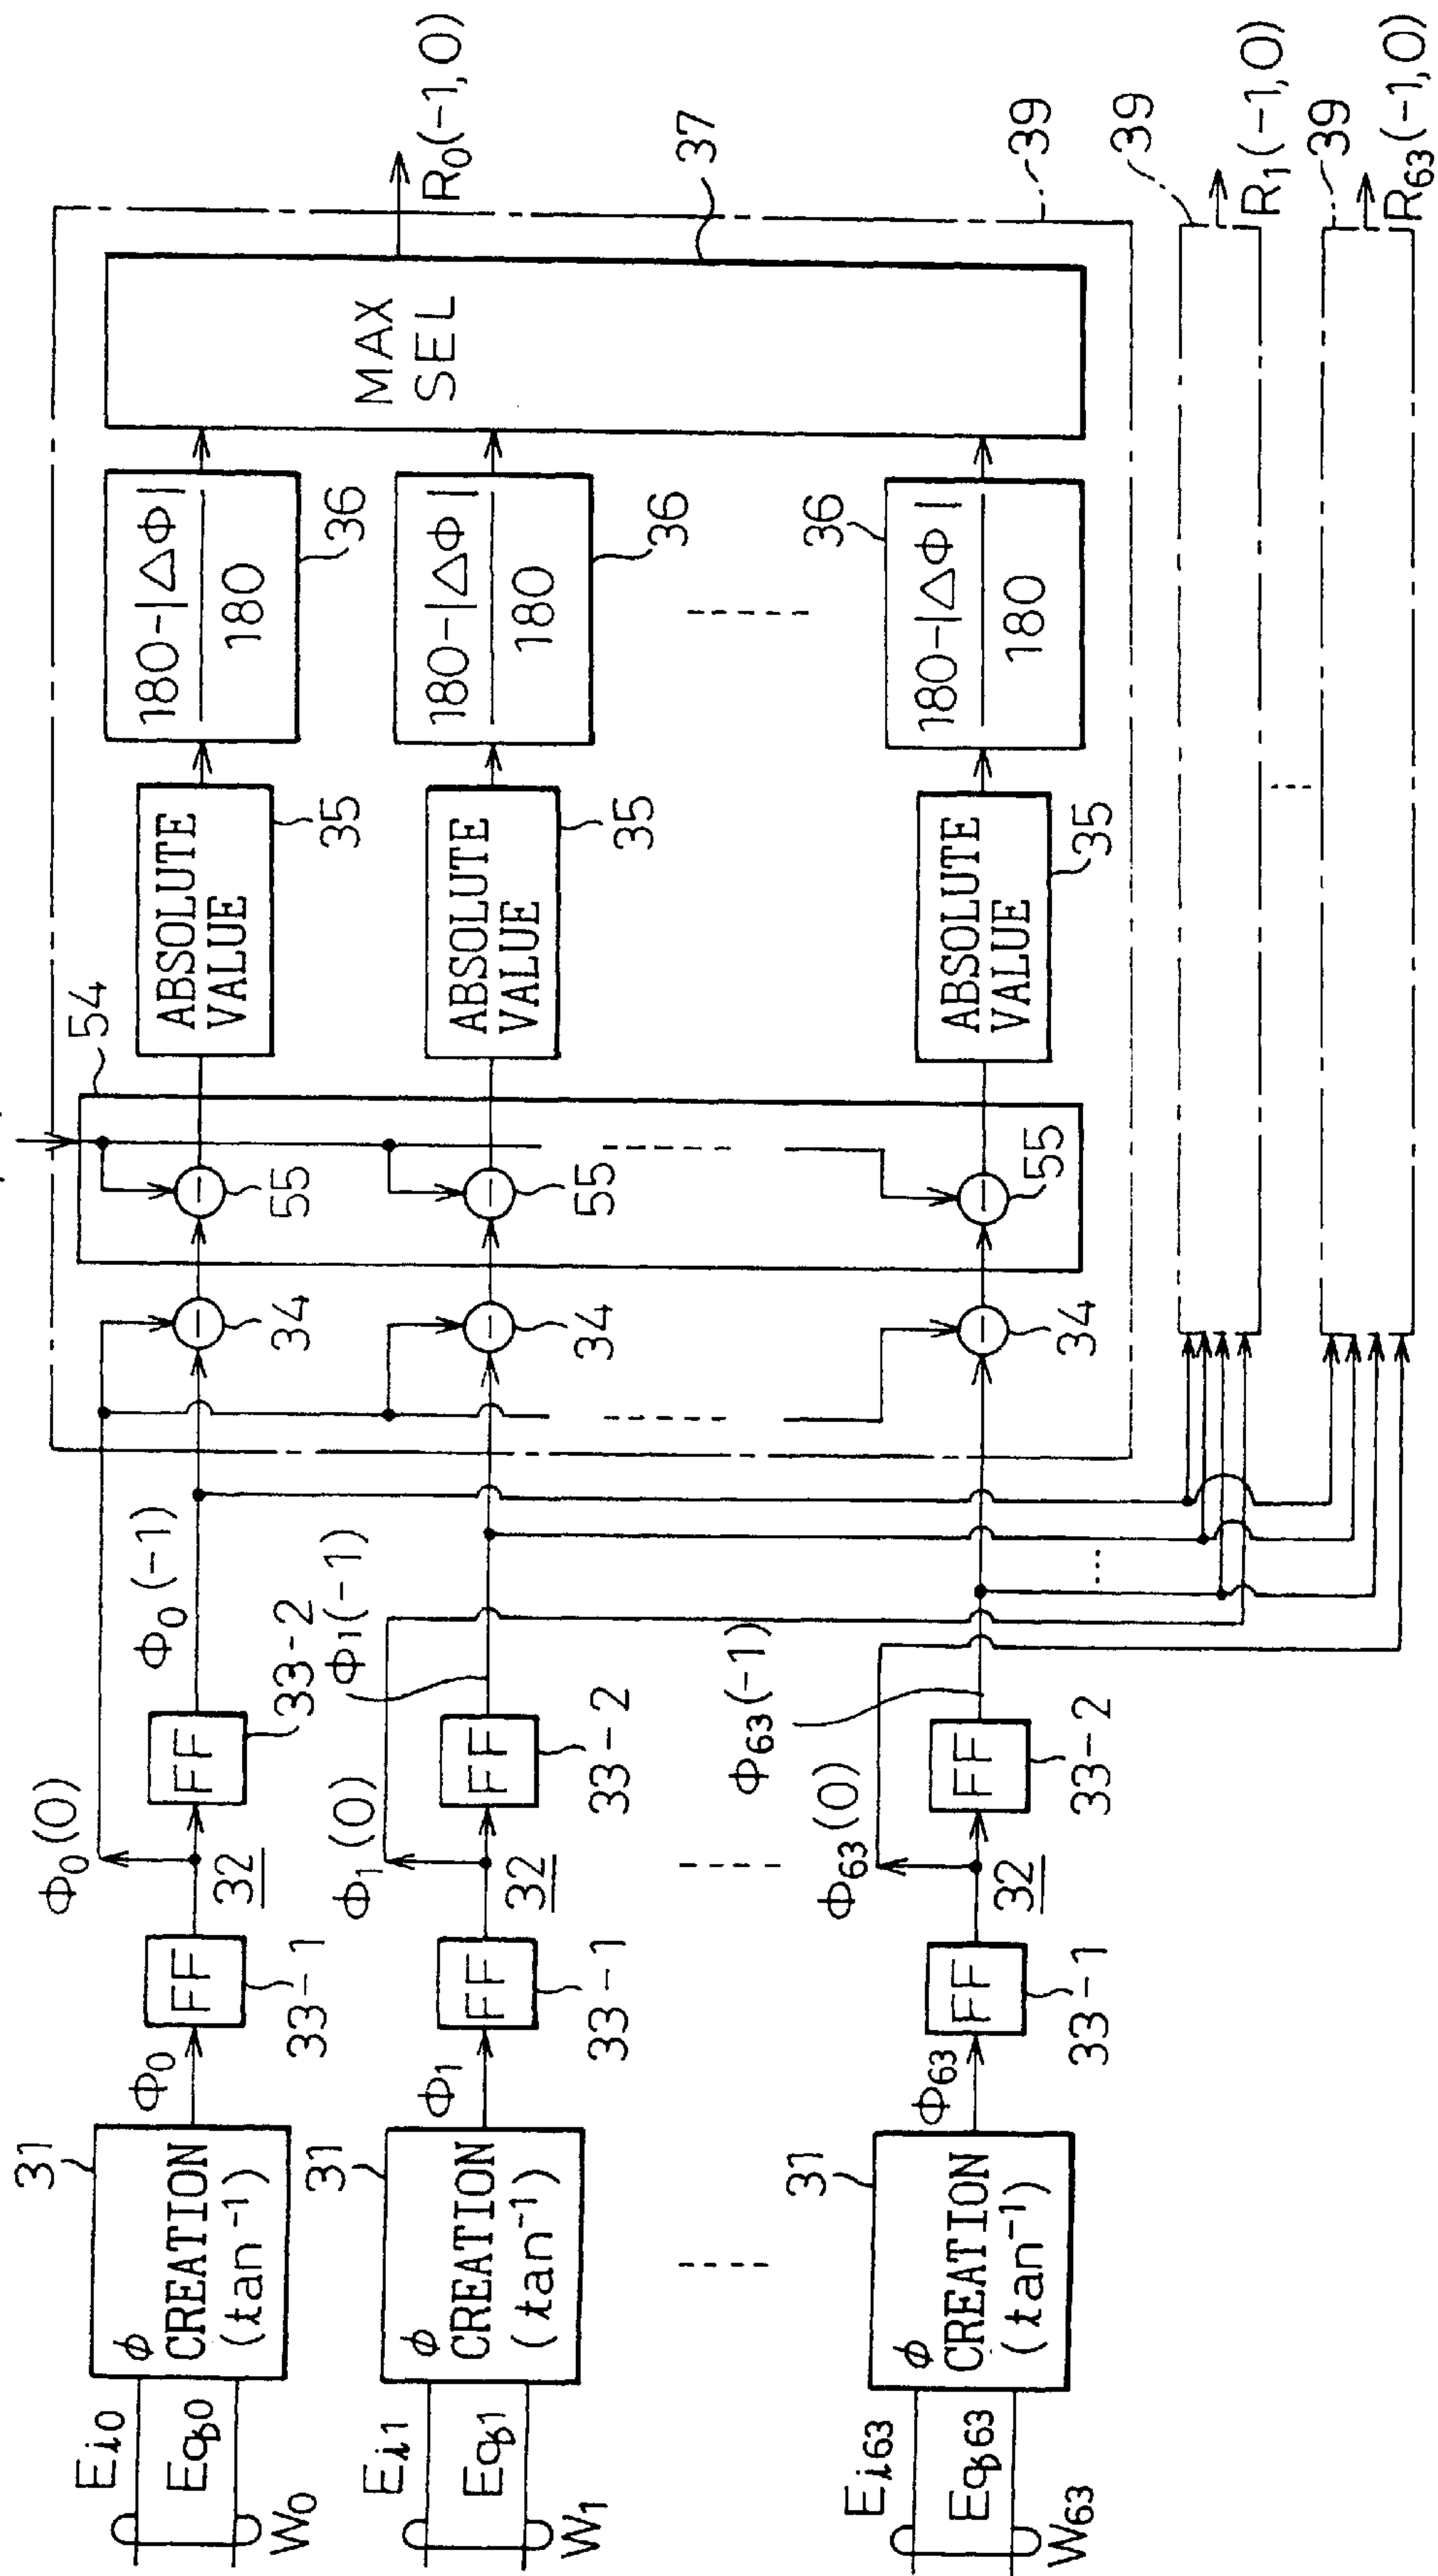 W₀
Ei0
Eq0
31
ϕ
CREATION
(tan⁻¹)
Φ₀
FF
33-1
32
Φ₀(0)
FF
33-2
Φ₀(-1)
34
54
55
ABSOLUTE
VALUE
35
180-|△Φ|
180
36
MAX
SEL
37
R₀(-1,0)
39
W₁
Ei1
Eq1
31
ϕ
CREATION
(tan⁻¹)
Φ₁
FF
33-1
32
Φ₁(0)
FF
33-2
Φ₁(-1)
34
55
ABSOLUTE
VALUE
35
180-|△Φ|
180
36
W₆₃
Ei63
Eq63
31
ϕ
CREATION
(tan⁻¹)
Φ₆₃
FF
33-1
32
Φ₆₃(0)
FF
33-2
Φ₆₃(-1)
34
55
ABSOLUTE
VALUE
35
180-|△Φ|
180
36
39
R₁(-1,0)
39
R₆₃(-1,0)